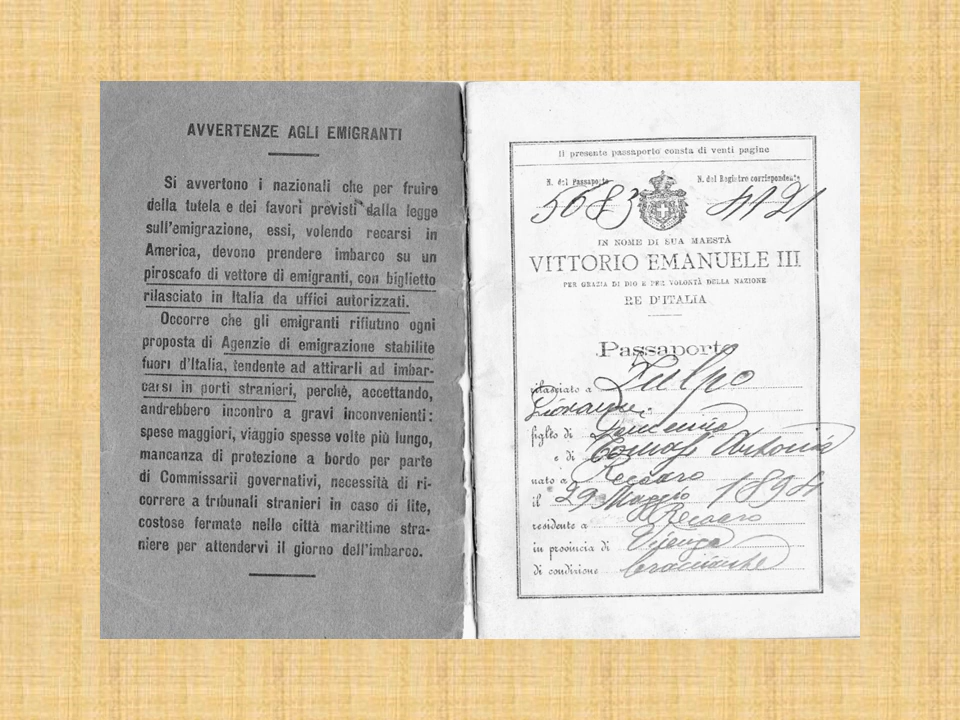 AVVERTENZE AGLI EMIGRANTI
Si avvertono i nazionali che per fruire
della tutela e dei favori previsti dalla legge
sull'emigrazione, essi, volendo recarsi in
America, devono prendere imbarco su un
piroscafo di vettore di emigranti, con biglietto
rilasciato in Italia da uffici autorizzati.
Occorre che gli emigranti rifiutino ogni
proposta di Agenzie di emigrazione stabilite
fuori d'Italia, tendente ad attirarli ad imbar-
carsi in porti stranieri, perchè, accettando,
andrebbero incontro a gravi inconvenienti:
spese maggiori, viaggio spesse volte più lungo,
mancanza di protezione a bordo per parte
di Commissarii governativi, necessità di ri-
correre a tribunali stranieri in caso di lite,
costose fermate nelle città marittime stra-
niere per attendervi il giorno dell'imbarco.
Il presente passaporto consta di venti pagine
N. del Passaporto N. del Registro corrispondente
5083 4121
IN NOME DI SUA MAESTÀ
VITTORIO EMANUELE III
PER GRAZIA DI DIO E PER VOLONTÀ DELLA NAZIONE
RE D'ITALIA
Passaporto
rilasciato a
Giovanni
figlio di
e di Antonia
nato a Recoaro
il 29 Maggio 1894
residente a Recoaro
in provincia di Vicenza
di condizione bracciante